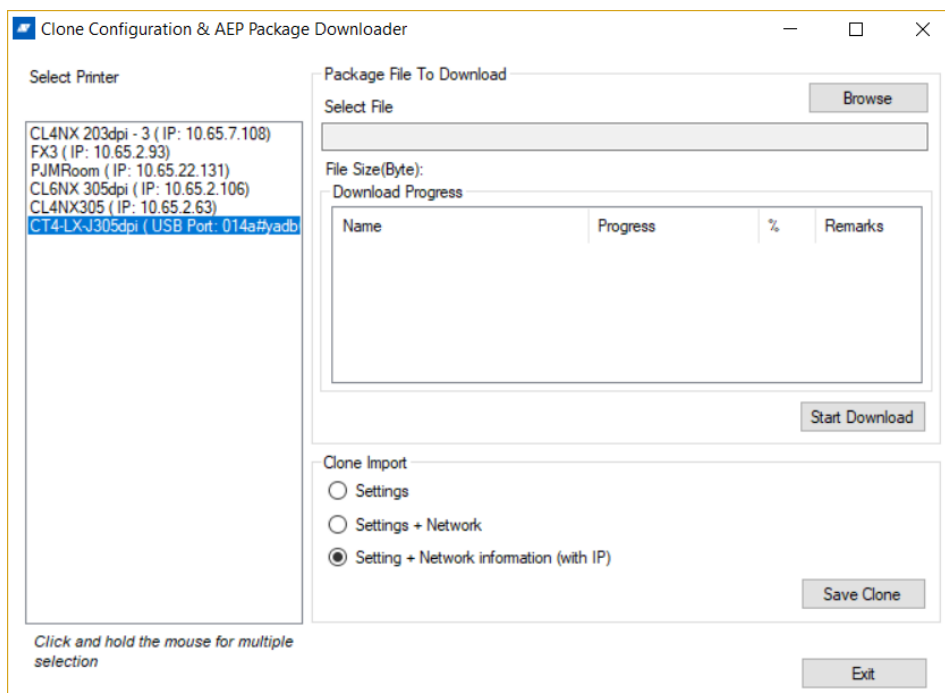 Clone Configuration & AEP Package Downloader
Select Printer
CL4NX 203dpi - 3 ( IP: 10.65.7.108)
FX3 ( IP: 10.65.2.93)
PJMRoom ( IP: 10.65.22.131)
CL6NX 305dpi ( IP: 10.65.2.106)
CL4NX305 ( IP: 10.65.2.63)
CT4-LX-J305dpi ( USB Port: 014a#yadb
Click and hold the mouse for multiple
selection
Package File To Download
Browse
Select File
File Size(Byte):
Download Progress
Name Progress % Remarks
Start Download
Clone Import
Settings
Settings + Network
Setting + Network information (with IP)
Save Clone
Exit